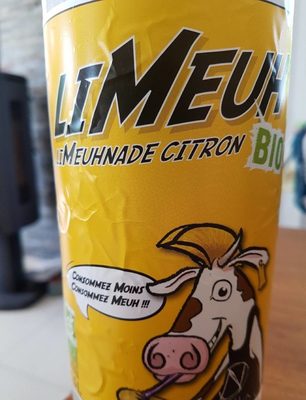 LIMEUH
LIMEUHNADE CITRON
BIO
CONSOMMEZ MOINS
CONSOMMEZ MEUH !!!